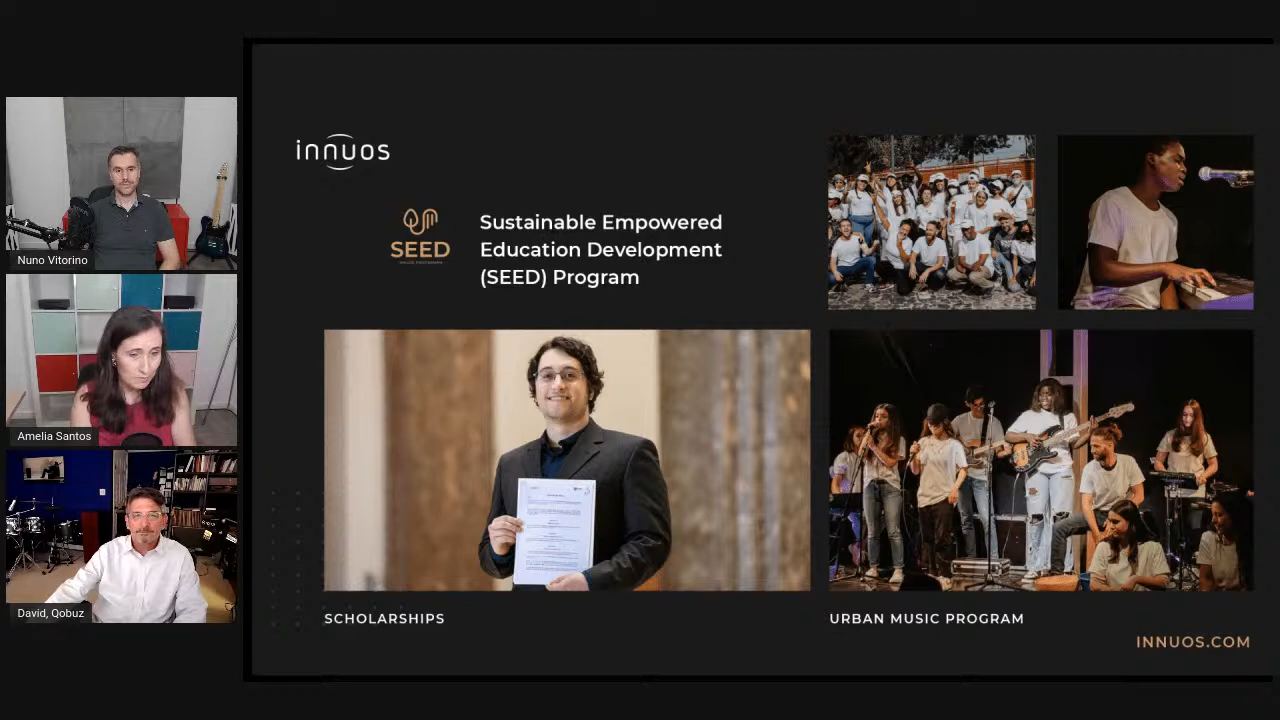 Nuno Vitorino
Amelia Santos
David, Qobuz
innuos
SEED
Sustainable Empowered
Education Development
(SEED) Program
SCHOLARSHIPS
URBAN MUSIC PROGRAM
INNUOS.COM